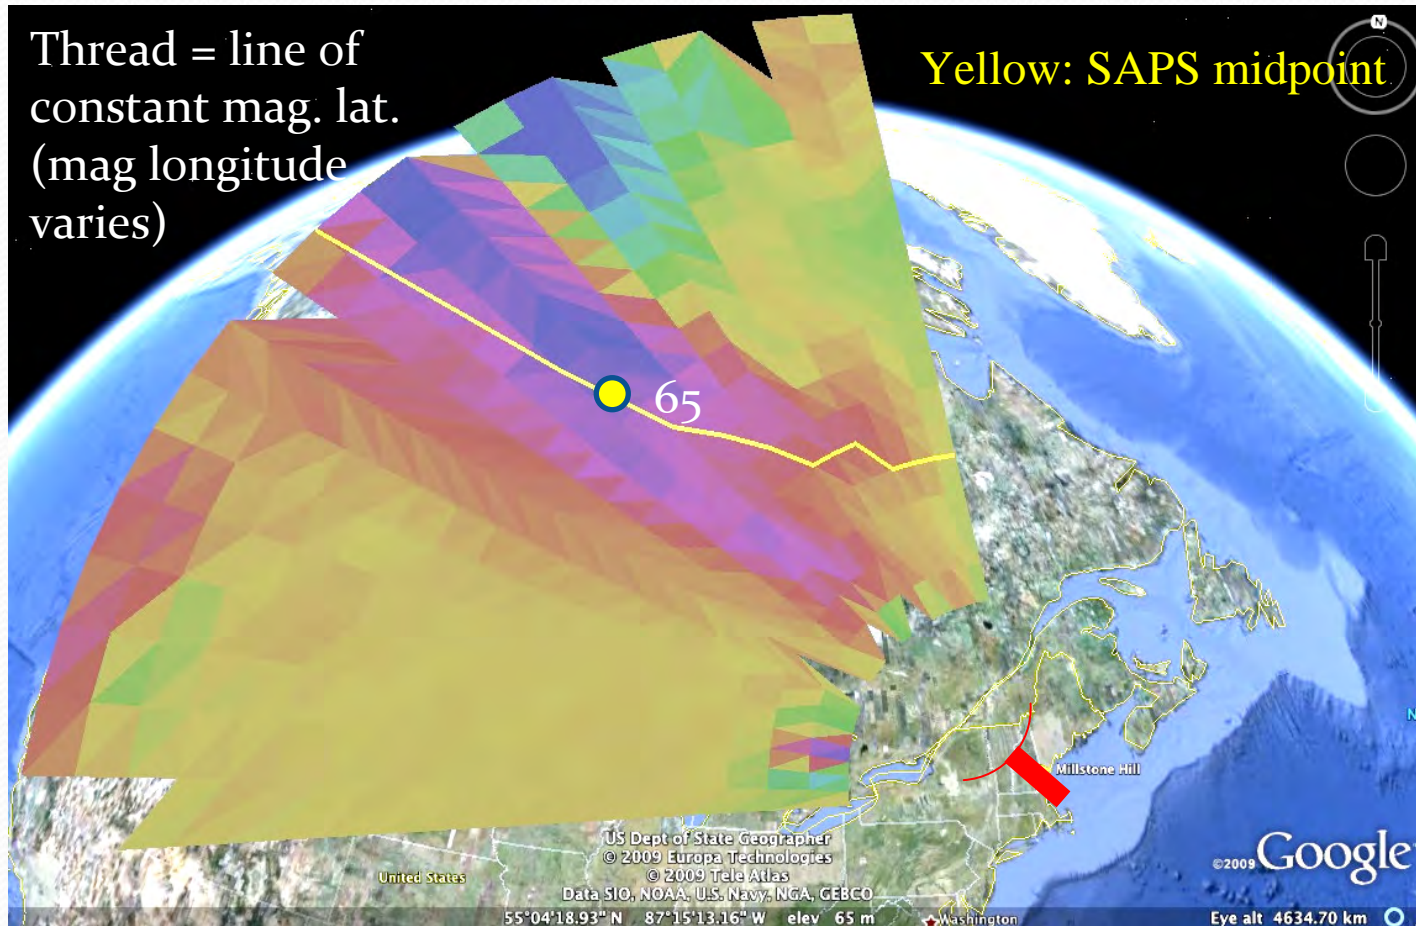 Thread = line of
constant mag. lat.
(mag longitude
varies)
Yellow: SAPS midpoint
N
65
N
Millstone Hill
US Dept of State Geographer
© 2009 Europa Technologies
© 2009 Tele Atlas
Data SIO, NOAA, U.S. Navy, NGA, GEBCO
United States
©2009 Google
55°04'18.93" N 87°15'13.16" W elev 65 m
Washington
Eye alt 4634.70 km